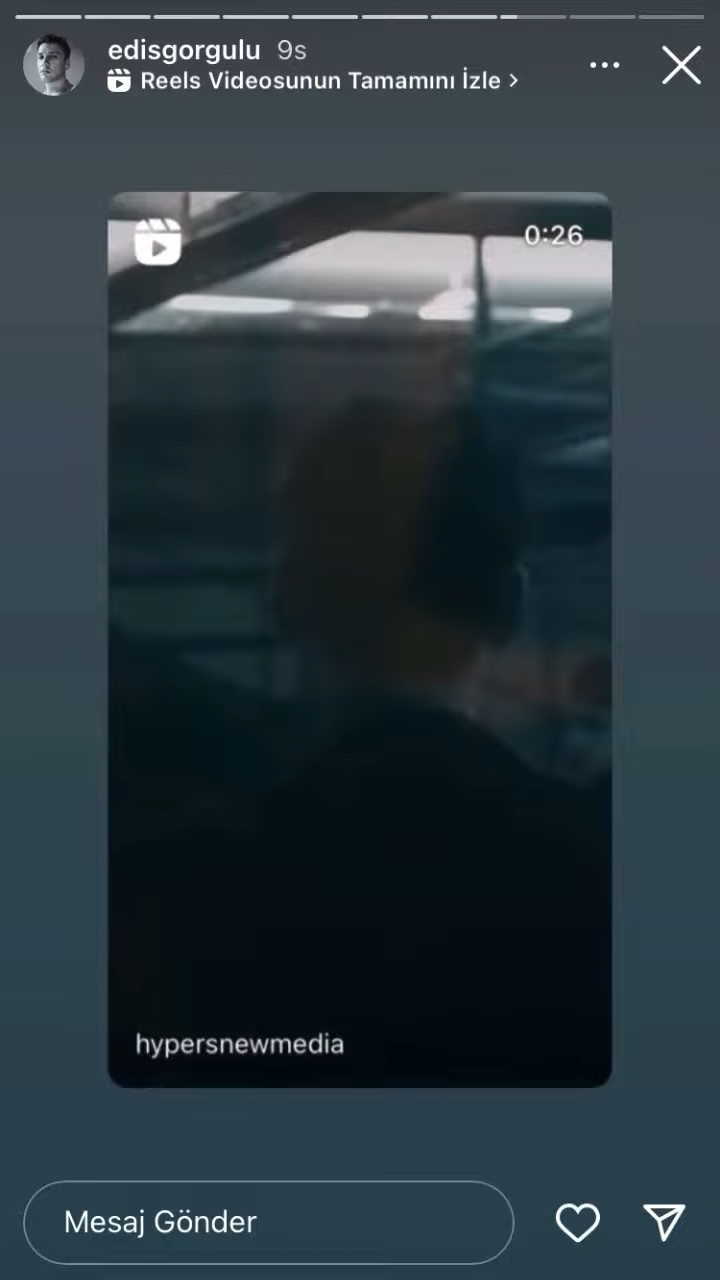 edisgorgulu 9s
Reels Videosunun Tamamını İzle
0:26
hypersnewmedia
Mesaj Gönder